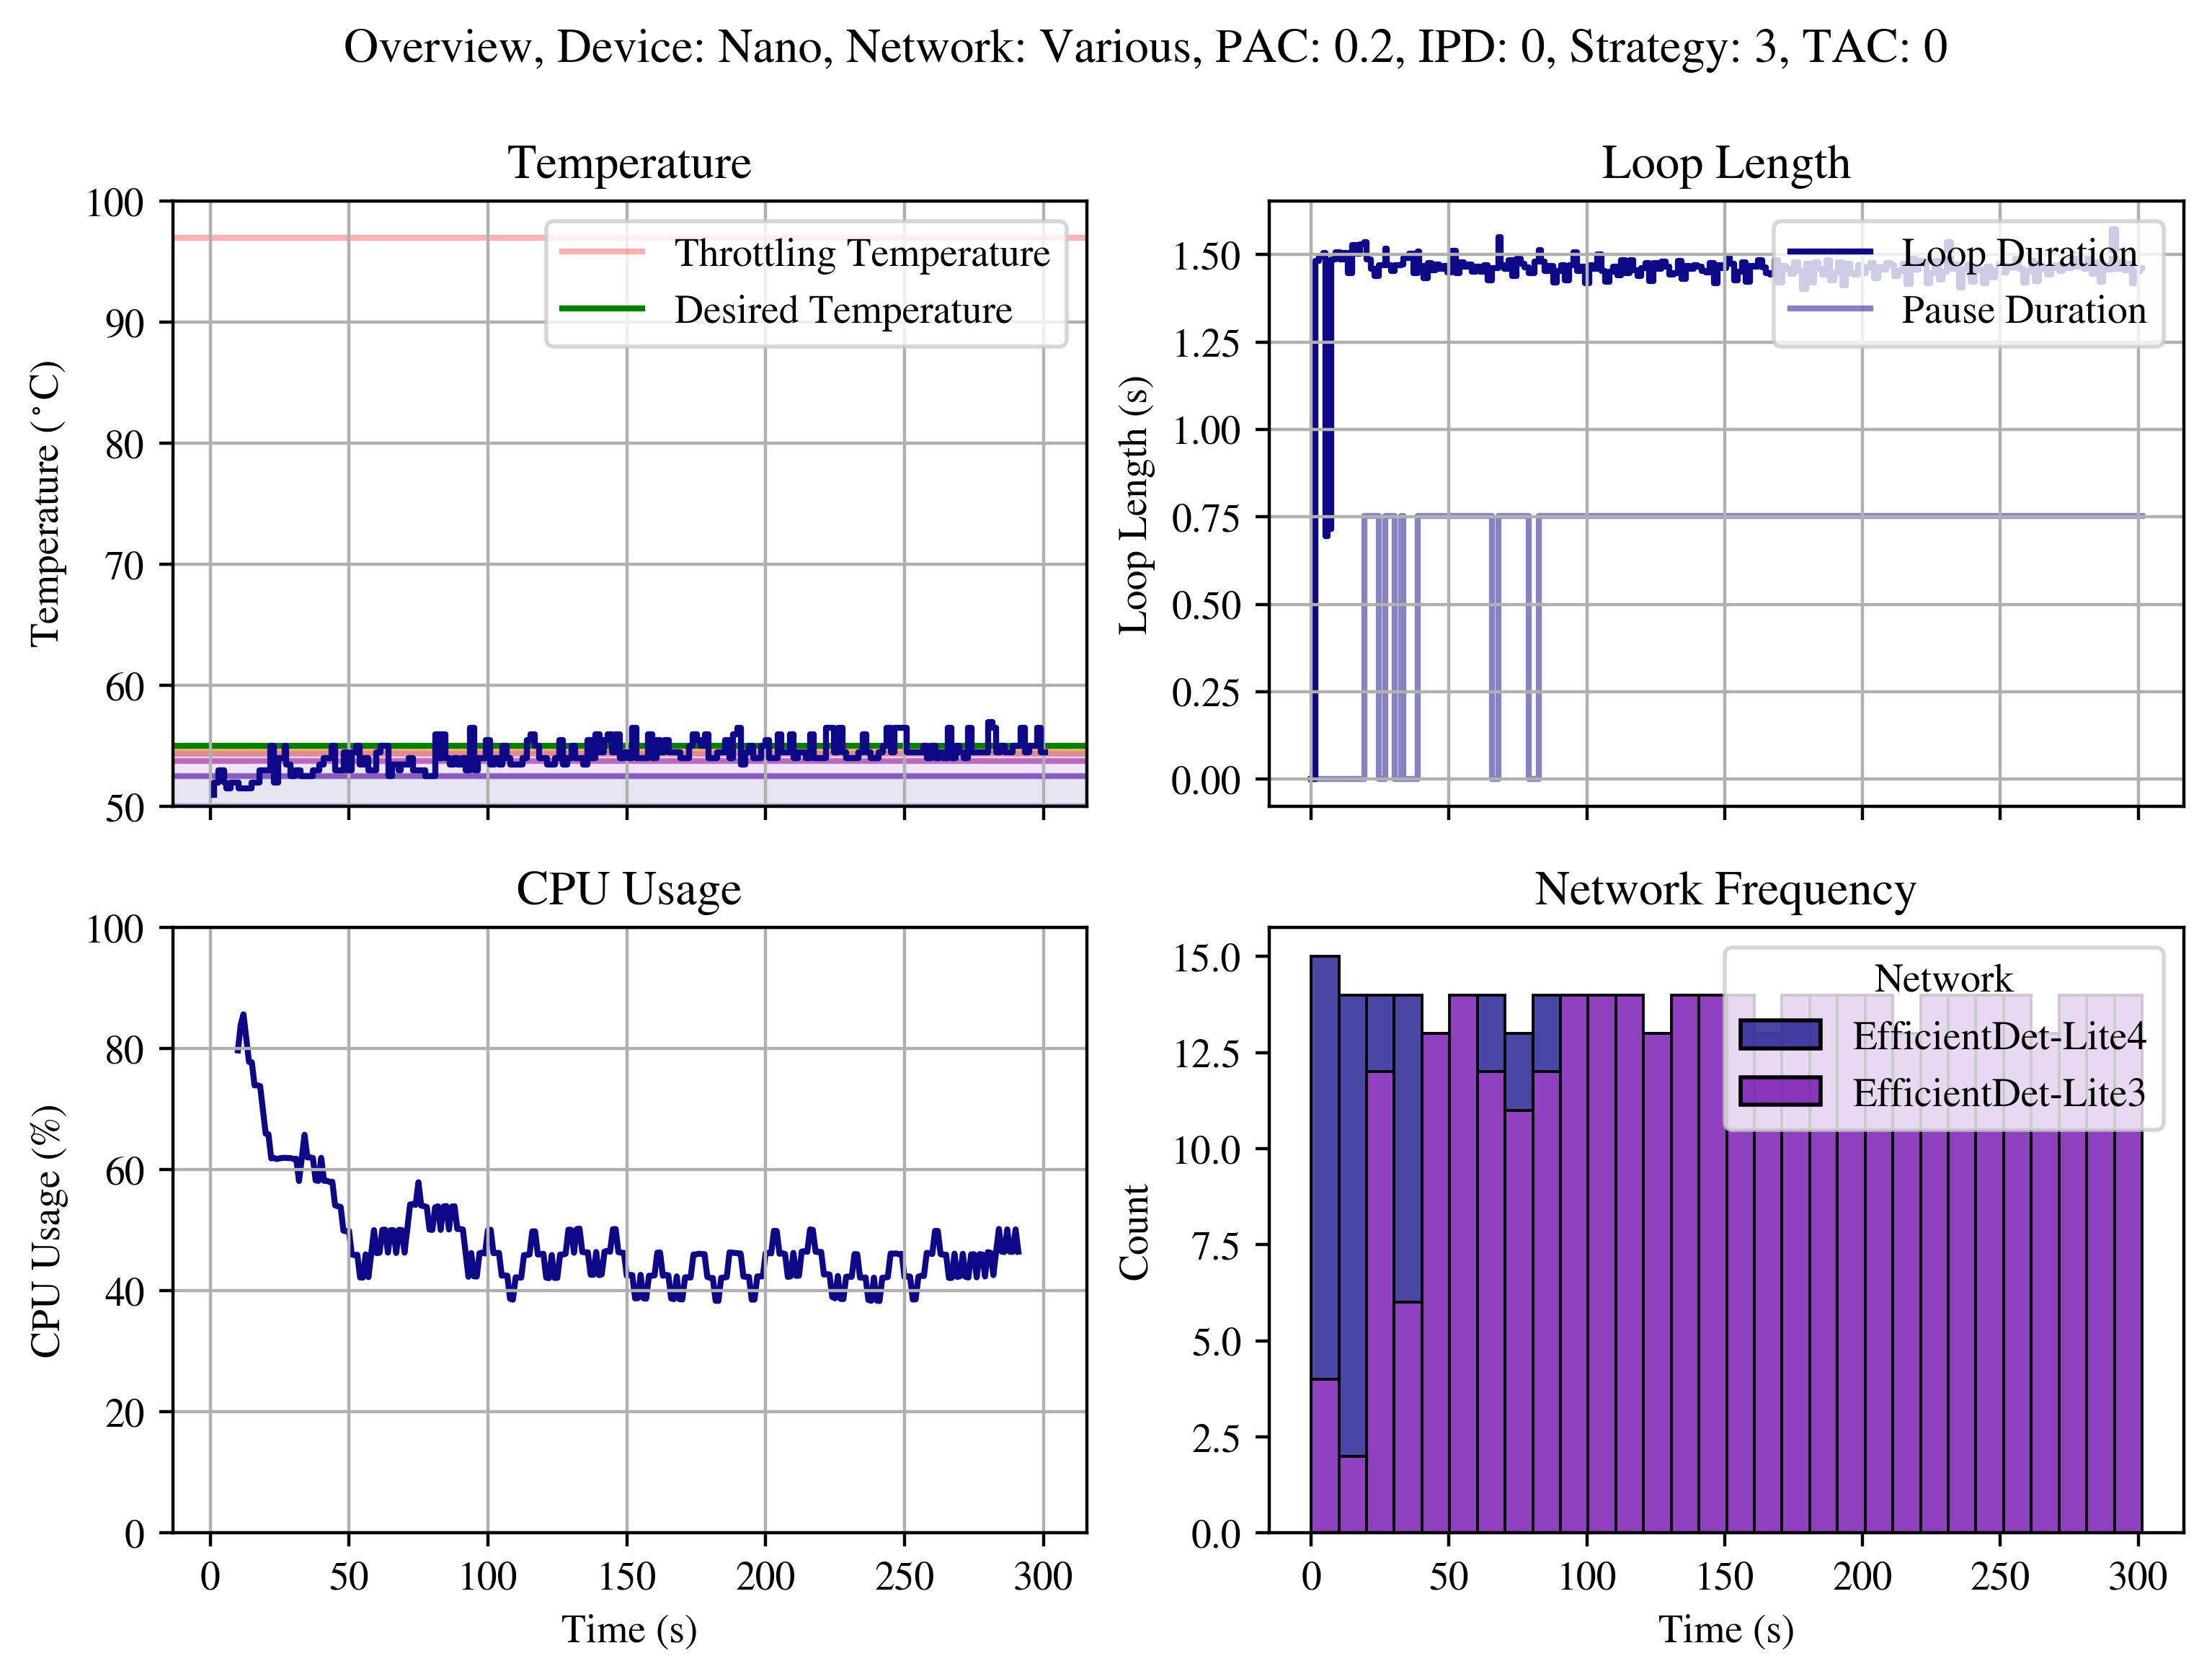 Overview, Device: Nano, Network: Various, PAC: 0.2, IPD: 0, Strategy: 3, TAC: 0
Temperature
100
90
80
70
60
50
Temperature (°C)
Throttling Temperature
Desired Temperature
Loop Length
1.50
1.25
1.00
0.75
0.50
0.25
0.00
Loop Length (s)
Loop Duration
Pause Duration
CPU Usage
100
80
60
40
20
0
CPU Usage (%)
0 50 100 150 200 250 300
Time (s)
Network Frequency
15.0
12.5
10.0
7.5
5.0
2.5
0.0
Count
Network
EfficientDet-Lite4
EfficientDet-Lite3
0 50 100 150 200 250 300
Time (s)